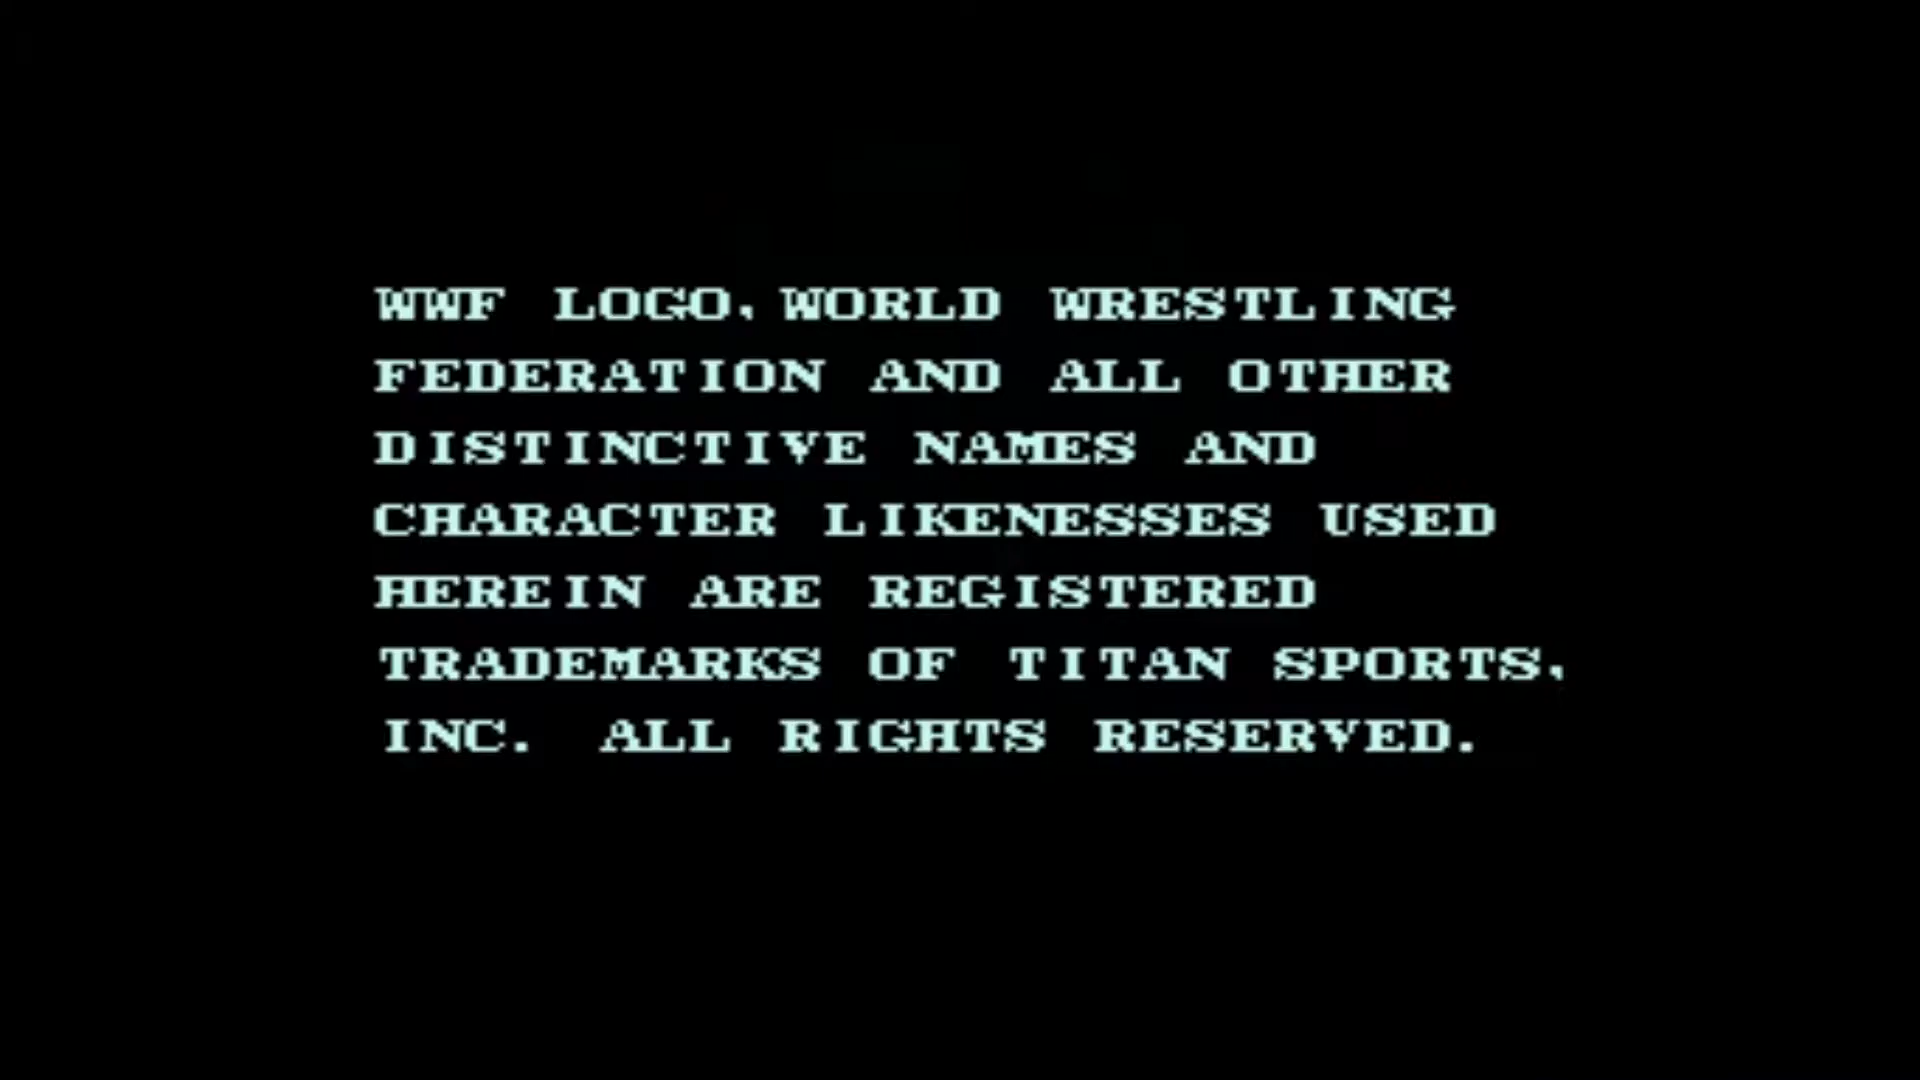 WWF LOGO, WORLD WRESTLING
FEDERATION AND ALL OTHER
DISTINCTIVE NAMES AND
CHARACTER LIKENESSES USED
HEREIN ARE REGISTERED
TRADEMARKS OF TITAN SPORTS,
INC. ALL RIGHTS RESERVED.